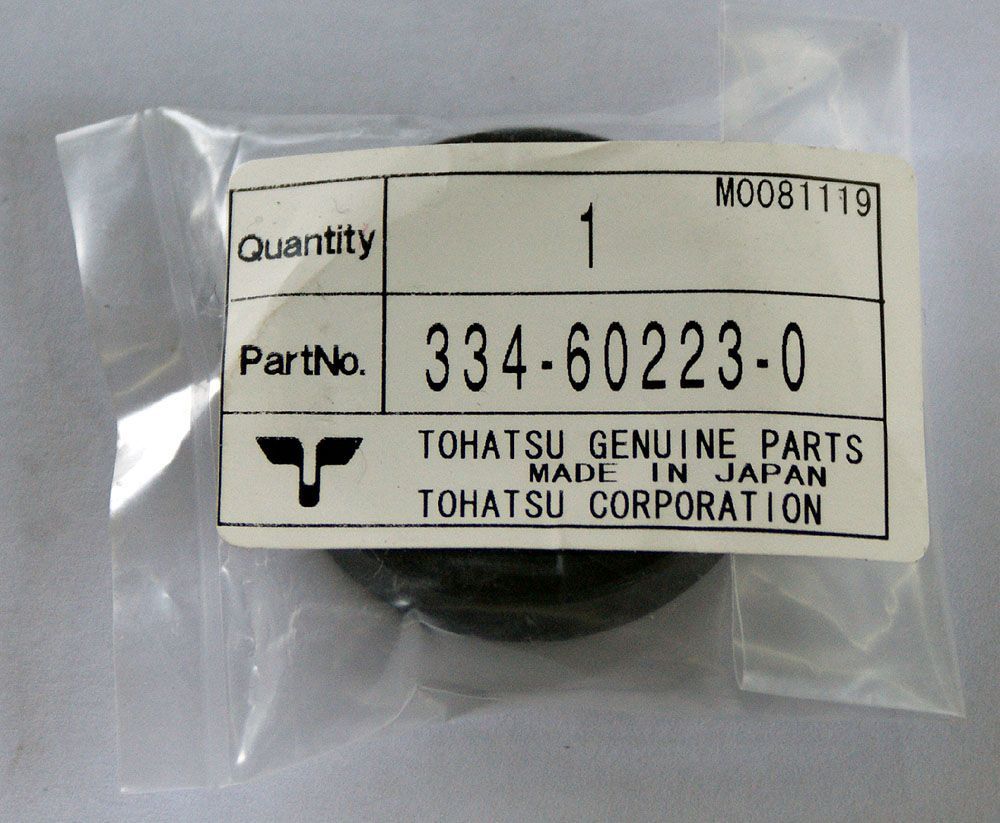 M0081119
Quantity 1
PartNo. 334-60223-0
TOHATSU GENUINE PARTS
MADE IN JAPAN
TOHATSU CORPORATION